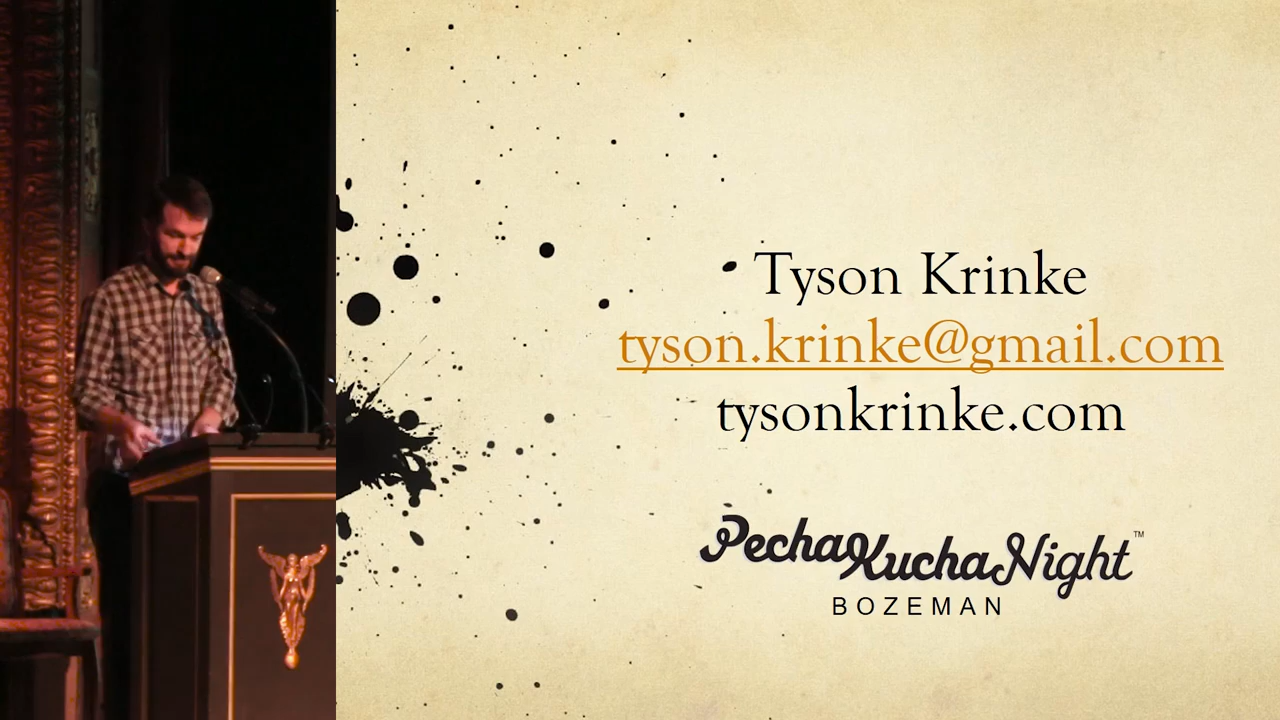 Tyson Krinke
tyson.krinke@gmail.com
tysonkrinke.com
PechaKuchaNight™
BOZEMAN